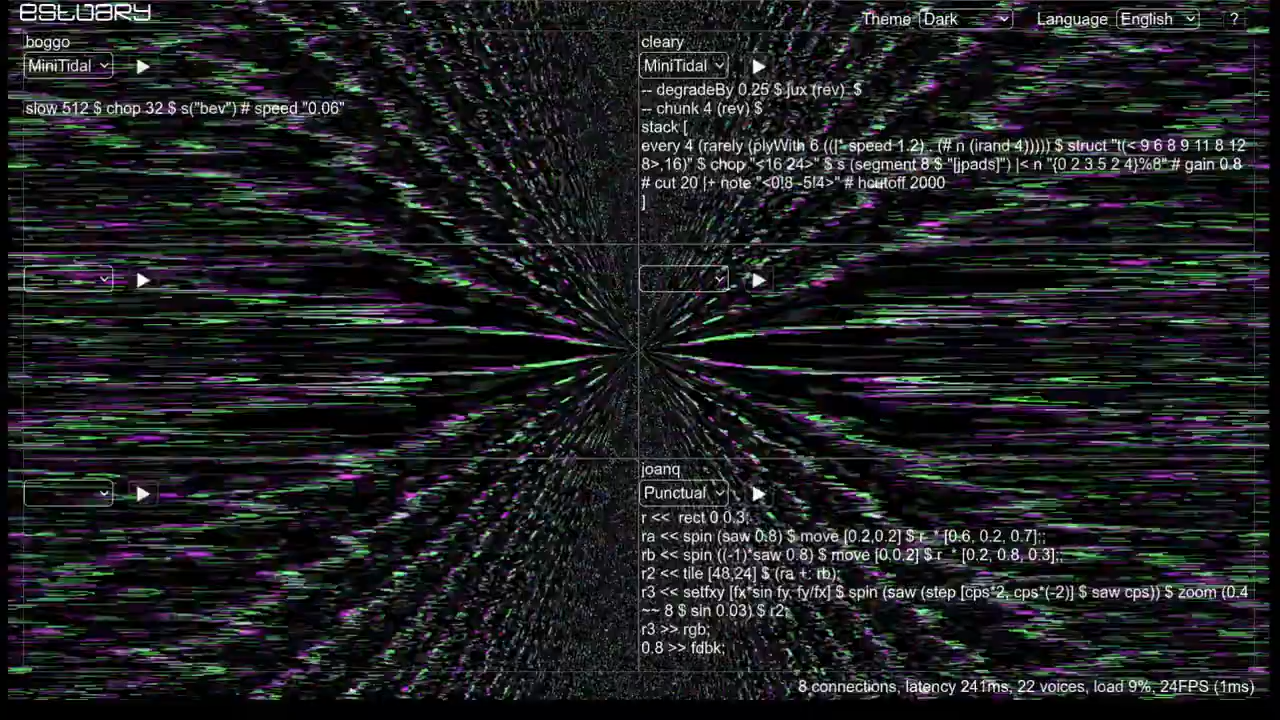 estuary
Theme Dark Language English ?
boggo
MiniTidal
slow 512 $ chop 32 $ s("bev") # speed "0.06"
cleary
MiniTidal
-- degradeBy 0.25 $ jux (rev) $
-- chunk 4 (rev) $
stack [
every 4 (rarely (plyWith 6 ((|* speed 1.2) . (# n (irand 4))))) $ struct "t(< 9 6 8 9 11 8 12
8>,16)" $ chop "<16 24>" $ s (segment 8 $ "[jpads]") |< n "{0 2 3 5 2 4}%8" # gain 0.8
# cut 20 |+ note "<0!8 -5!4>" # hcutoff 2000
]
joanq
Punctual
r << rect 0 0.3;
ra << spin (saw 0.8) $ move [0.2,0.2] $ r * [0.6, 0.2, 0.7];;
rb << spin ((-1)*saw 0.8) $ move [0,0.2] $ r * [0.2, 0.8, 0.3];;
r2 << tile [48,24] $ (ra +: rb);
r3 << setfxy [fx*sin fy, fy/fx] $ spin (saw (step [cps*2, cps*(-2)] $ saw cps)) $ zoom (0.4
~~ 8 $ sin 0.03) $ r2;
r3 >> rgb;
0.8 >> fdbk;
8 connections, latency 241ms, 22 voices, load 9%, 24FPS (1ms)